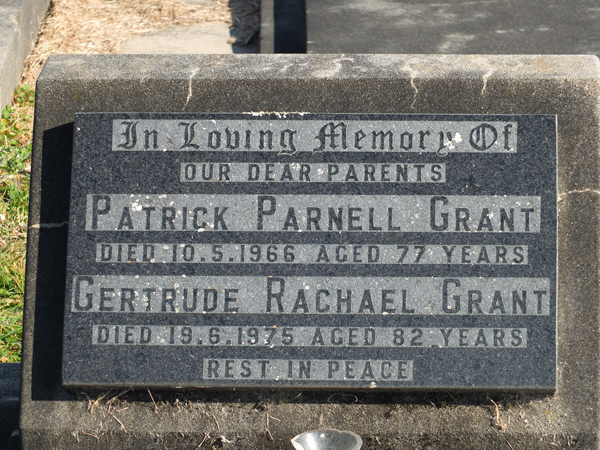 In Loving Memory Of
OUR DEAR PARENTS
PATRICK PARNELL GRANT
DIED 10.5.1966 AGED 77 YEARS
GERTRUDE RACHAEL GRANT
DIED 19.6.1975 AGED 82 YEARS
REST IN PEACE